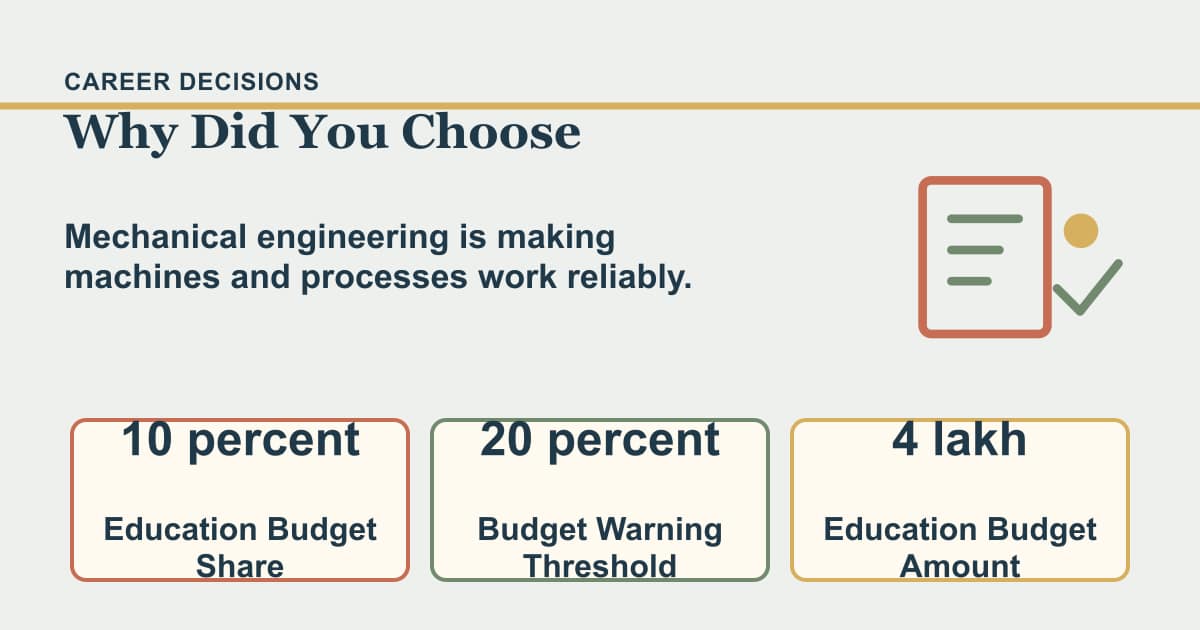 CAREER DECISIONS
Why Did You Choose
Mechanical engineering is making
machines and processes work reliably.
10 percent
Education Budget
Share
20 percent
Budget Warning
Threshold
4 lakh
Education Budget
Amount